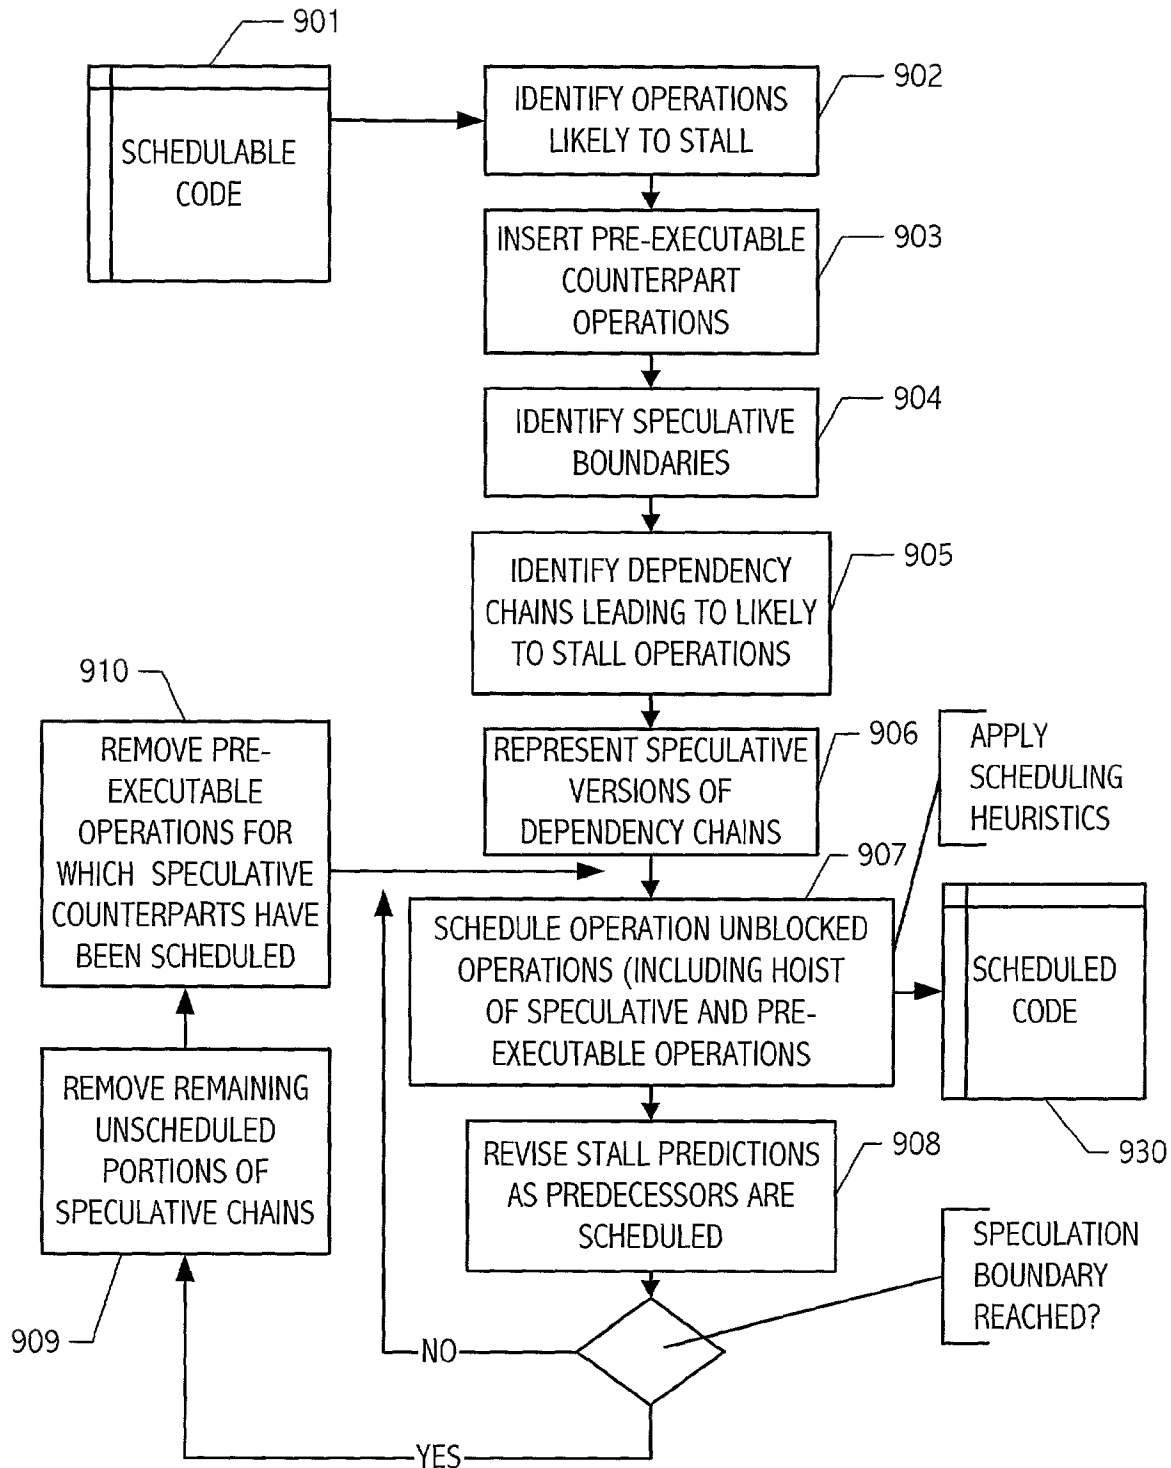 901
SCHEDULABLE
CODE
902
IDENTIFY OPERATIONS
LIKELY TO STALL
903
INSERT PRE-EXECUTABLE
COUNTERPART
OPERATIONS
904
IDENTIFY SPECULATIVE
BOUNDARIES
905
IDENTIFY DEPENDENCY
CHAINS LEADING TO LIKELY
TO STALL OPERATIONS
906
REPRESENT SPECULATIVE
VERSIONS OF
DEPENDENCY CHAINS
907
SCHEDULE OPERATION UNBLOCKED
OPERATIONS (INCLUDING HOIST
OF SPECULATIVE AND PRE-
EXECUTABLE OPERATIONS
APPLY
SCHEDULING
HEURISTICS
SCHEDULED
CODE
930
908
REVISE STALL PREDICTIONS
AS PREDECESSORS ARE
SCHEDULED
SPECULATION
BOUNDARY
REACHED?
NO
YES
909
REMOVE REMAINING
UNSCHEDULED
PORTIONS OF
SPECULATIVE CHAINS
910
REMOVE PRE-
EXECUTABLE
OPERATIONS FOR
WHICH SPECULATIVE
COUNTERPARTS HAVE
BEEN SCHEDULED